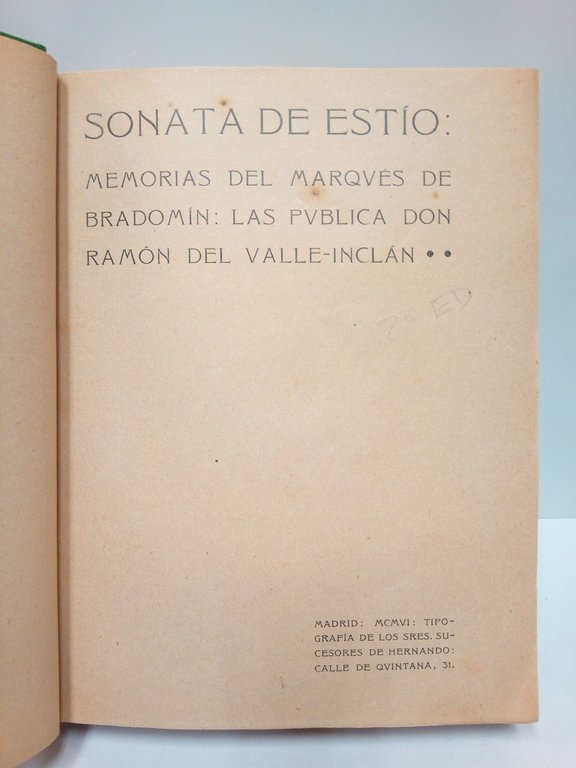 SONATA DE ESTÍO:
MEMORIAS DEL MARQVÉS DE
BRADOMÍN: LAS PVBLICA DON
RAMÓN DEL VALLE-INCLÁN • •
ED
MADRID: MCMVI: TIPO-
GRAFÍA DE LOS SRES. SU-
CESORES DE HERNANDO:
CALLE DE QVINTANA, 31.